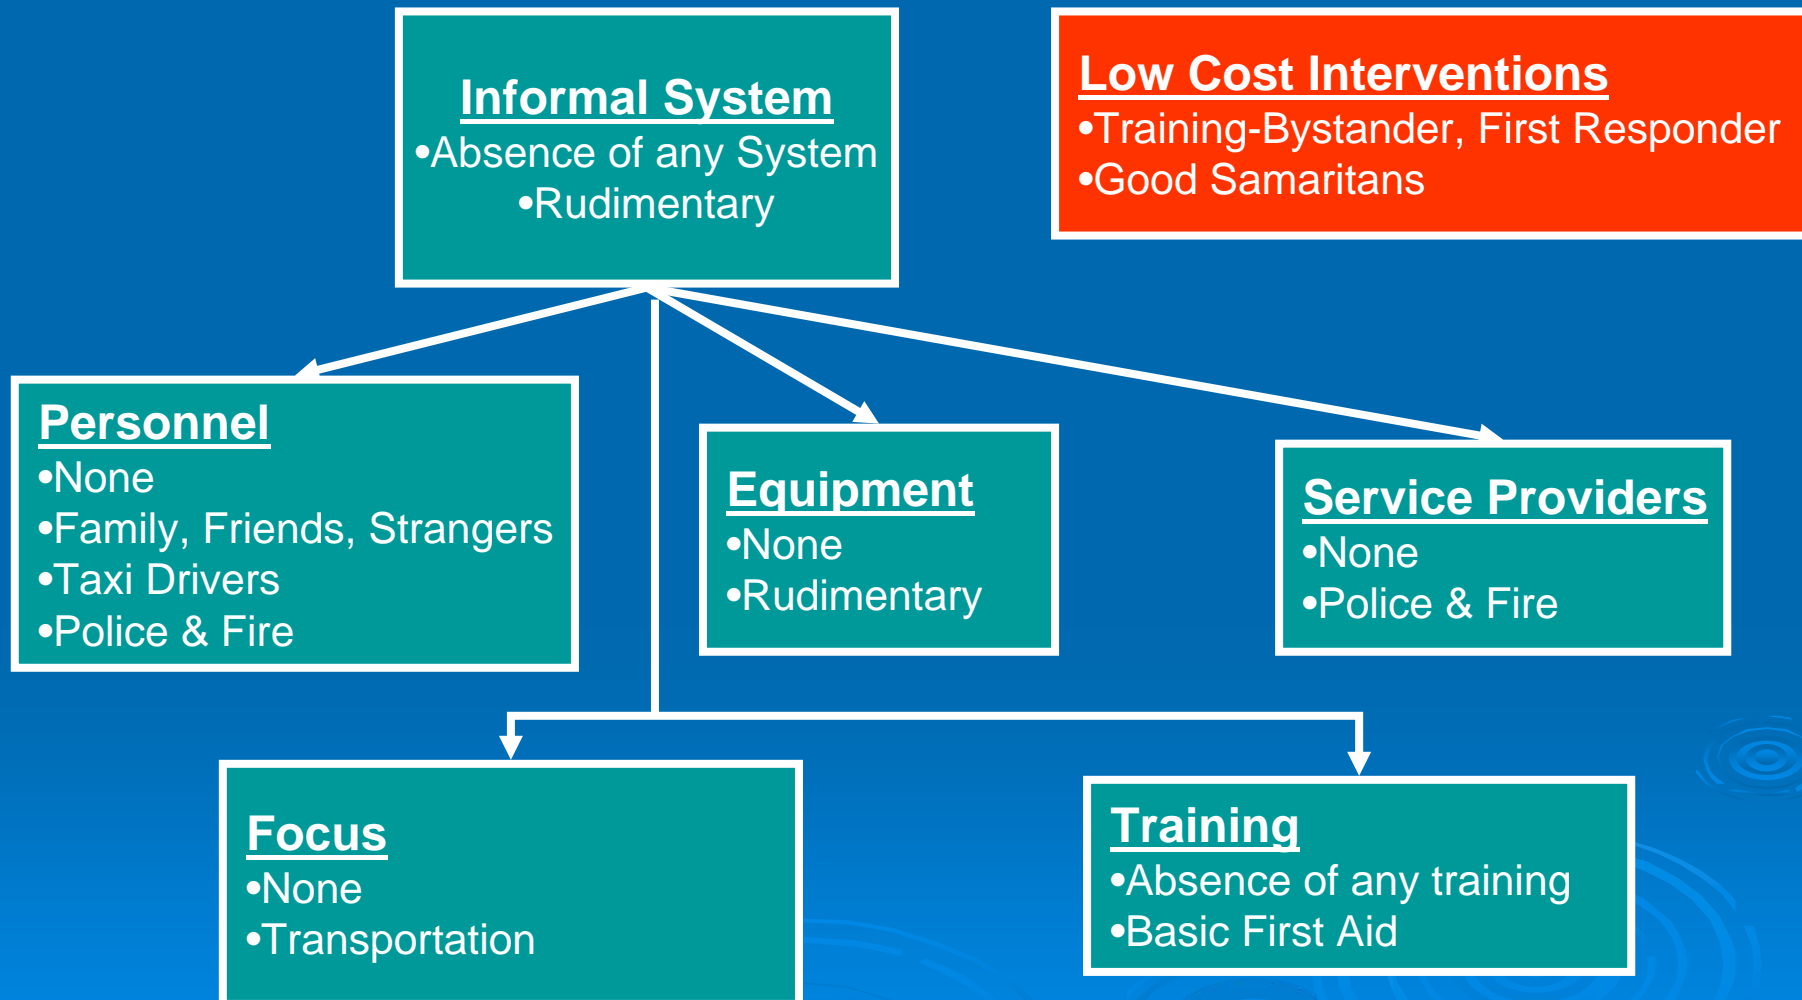 Informal System
•Absence of any System
•Rudimentary
Low Cost Interventions
•Training-Bystander, First Responder
•Good Samaritans
Personnel
•None
•Family, Friends, Strangers
•Taxi Drivers
•Police & Fire
Equipment
•None
•Rudimentary
Service Providers
•None
•Police & Fire
Focus
•None
•Transportation
Training
•Absence of any training
•Basic First Aid